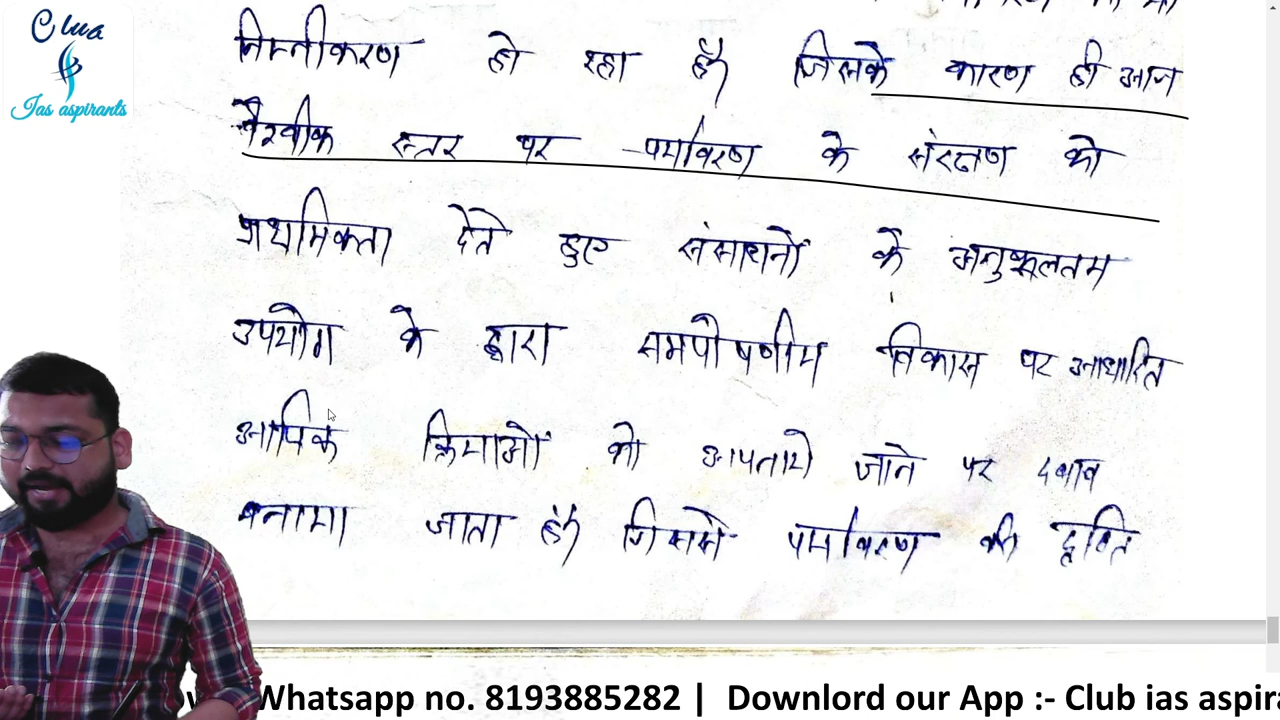 Clua
Ias aspirants
निम्नीकरण हो रहा है जिसके कारण ही आज
वैश्वीक स्तर पर पर्यावरण के संरक्षण को
प्राथमिकता देते हुए संसाधनों के अनुकूलतम
उपयोग के द्वारा समपोषणीय विकास पर आधारित
आर्थिक क्रियाओं को अपनाये जाने पर दबाव
बनाया जाता है जिससे पर्यावरण की
Whatsapp no. 8193885282 | Downlord our App :- Club ias aspira